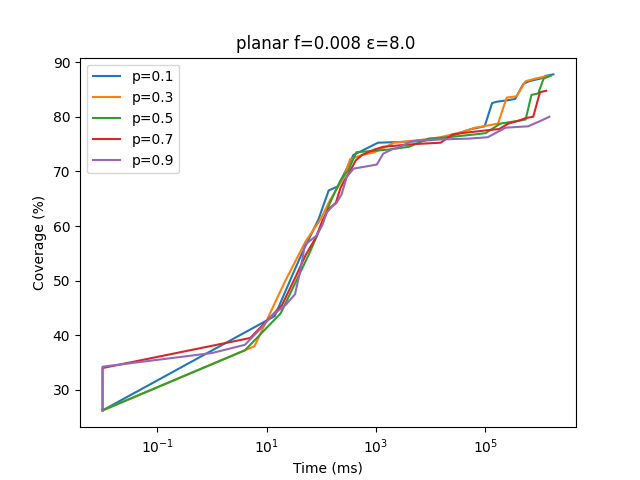 planar f=0.008 ε=8.0
p=0.1
p=0.3
p=0.5
p=0.7
p=0.9
Coverage (%)
90
80
70
60
50
40
30
10⁻¹
10¹
10³
10⁵
Time (ms)